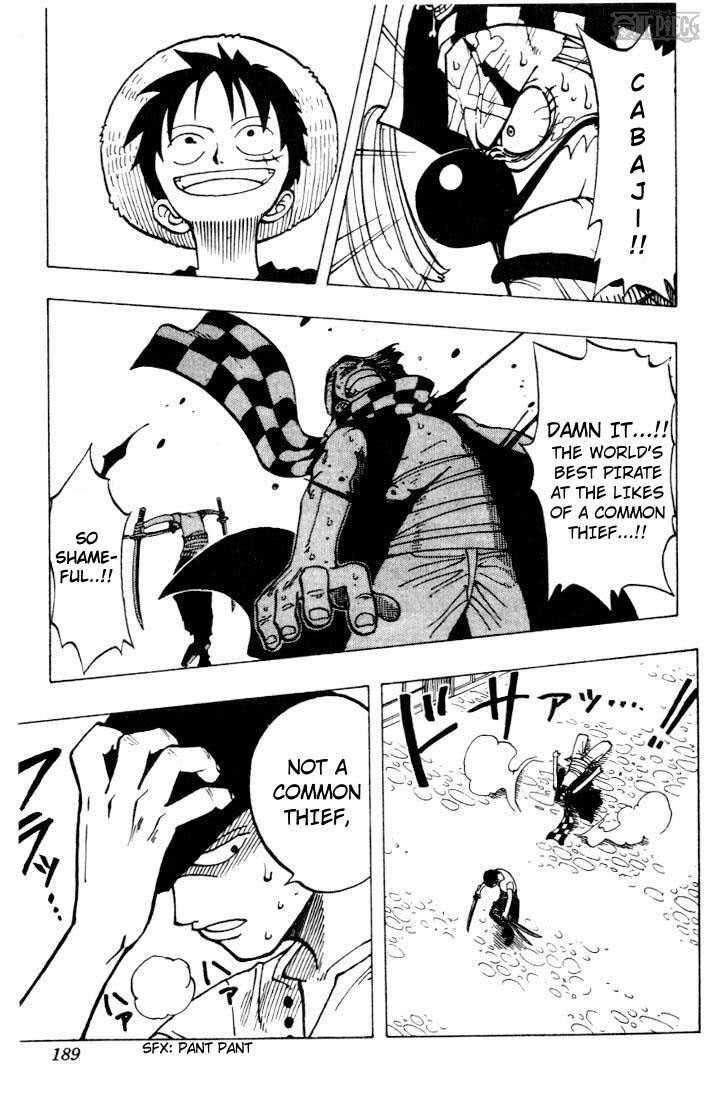 ONE PIECE
CABAJI!!
DAMN IT...!!
THE WORLD'S
BEST PIRATE
AT THE LIKES
OF A COMMON
THIEF...!!
SO
SHAME-
FUL..!!
ドサァッ...!!
NOT A
COMMON
THIEF,
フラッ
ハァ
ハァ
189
SFX: PANT PANT